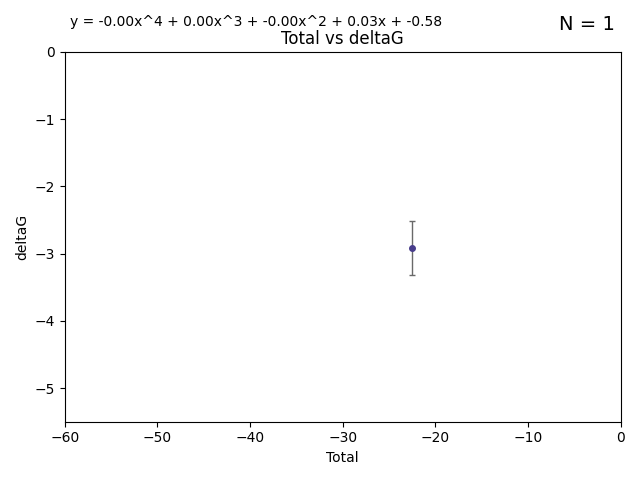 y = -0.00x^4 + 0.00x^3 + -0.00x^2 + 0.03x + -0.58
N = 1
Total vs deltaG
0
−1
−2
−3
−4
−5
deltaG
−60 −50 −40 −30 −20 −10 0
Total